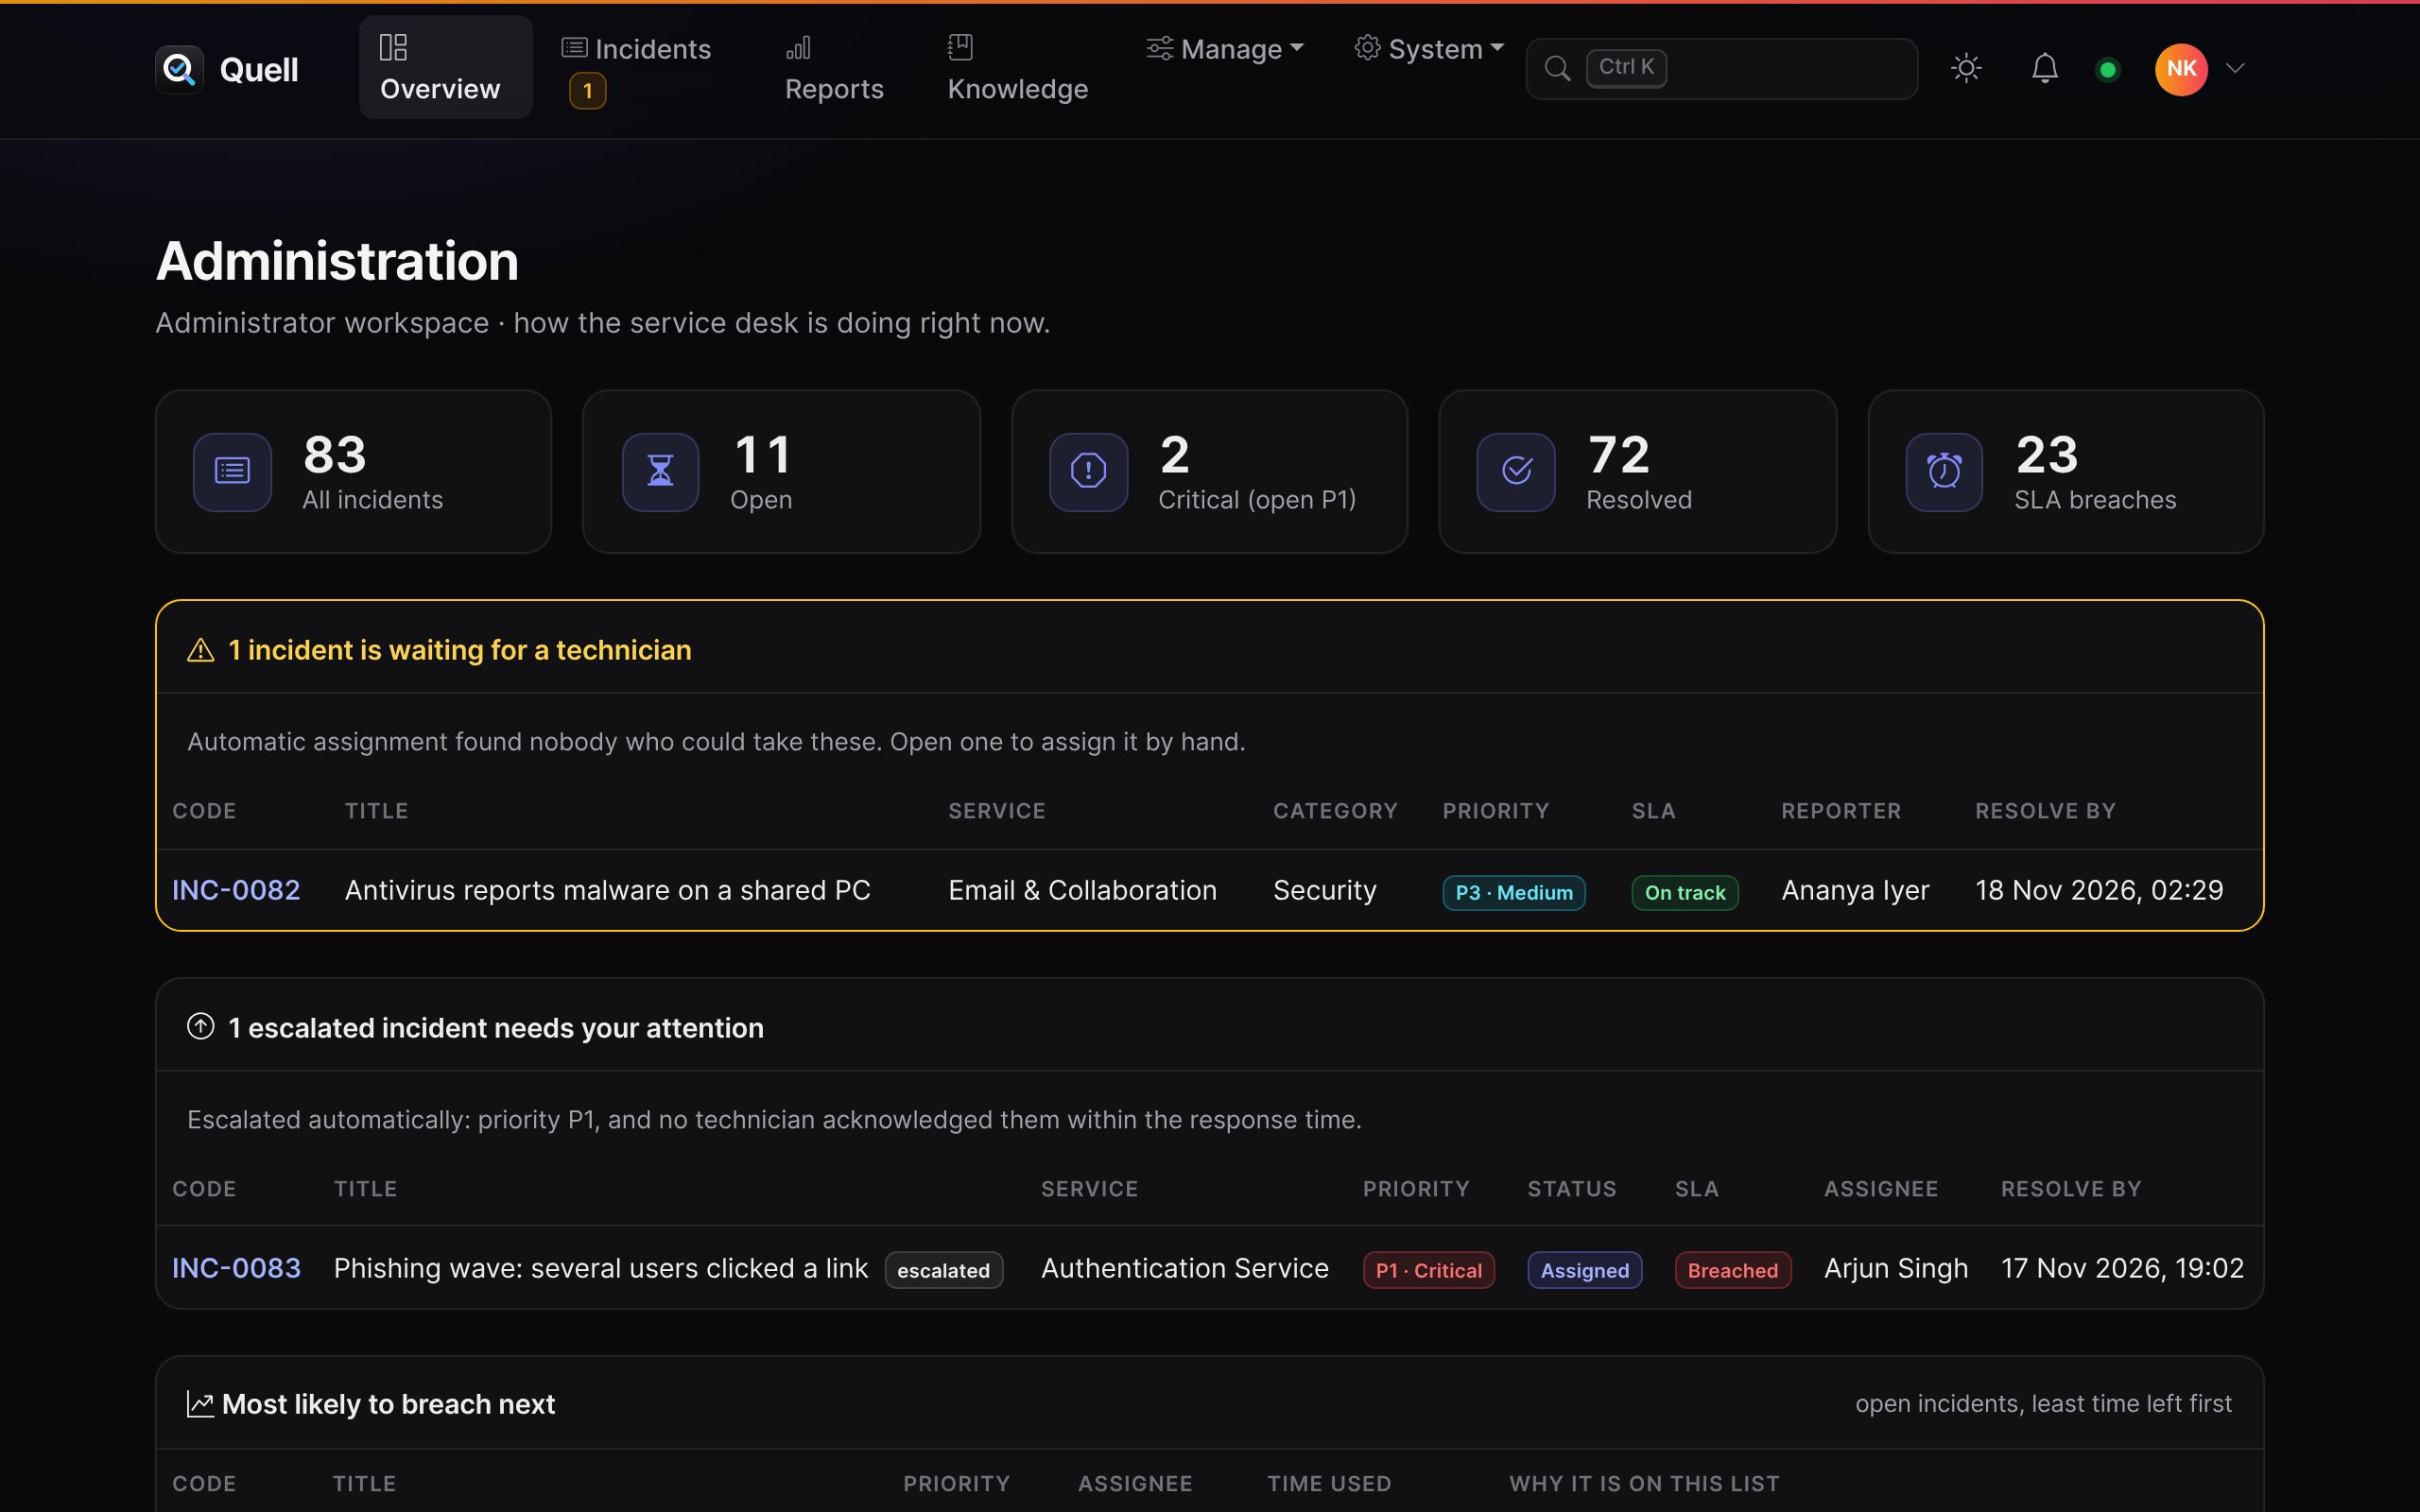 Quell
Overview
Incidents
1
Reports
Knowledge
Manage
System
Ctrl K
NK
Administration
Administrator workspace · how the service desk is doing right now.
83
All incidents
11
Open
2
Critical (open P1)
72
Resolved
23
SLA breaches
1 incident is waiting for a technician
Automatic assignment found nobody who could take these. Open one to assign it by hand.
CODE TITLE SERVICE CATEGORY PRIORITY SLA REPORTER RESOLVE BY
INC-0082 Antivirus reports malware on a shared PC Email & Collaboration Security P3 · Medium On track Ananya Iyer 18 Nov 2026, 02:29
1 escalated incident needs your attention
Escalated automatically: priority P1, and no technician acknowledged them within the response time.
CODE TITLE SERVICE PRIORITY STATUS SLA ASSIGNEE RESOLVE BY
INC-0083 Phishing wave: several users clicked a link escalated Authentication Service P1 · Critical Assigned Breached Arjun Singh 17 Nov 2026, 19:02
Most likely to breach next open incidents, least time left first
CODE TITLE PRIORITY ASSIGNEE TIME USED WHY IT IS ON THIS LIST